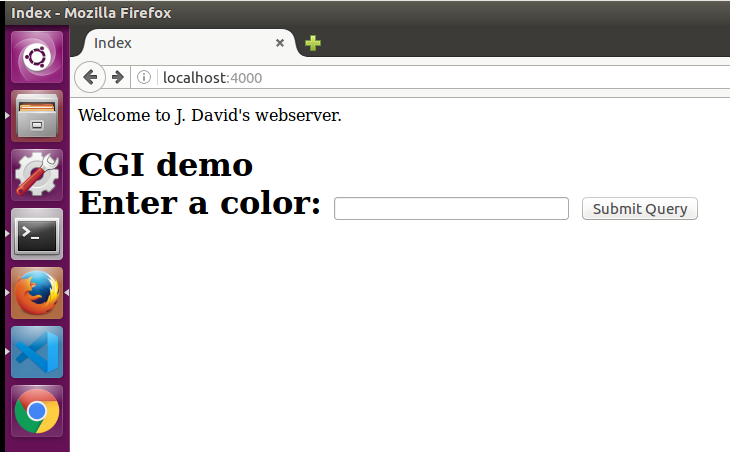 Index - Mozilla Firefox
Index
localhost:4000
Welcome to J. David's webserver.
CGI demo
Enter a color: Submit Query